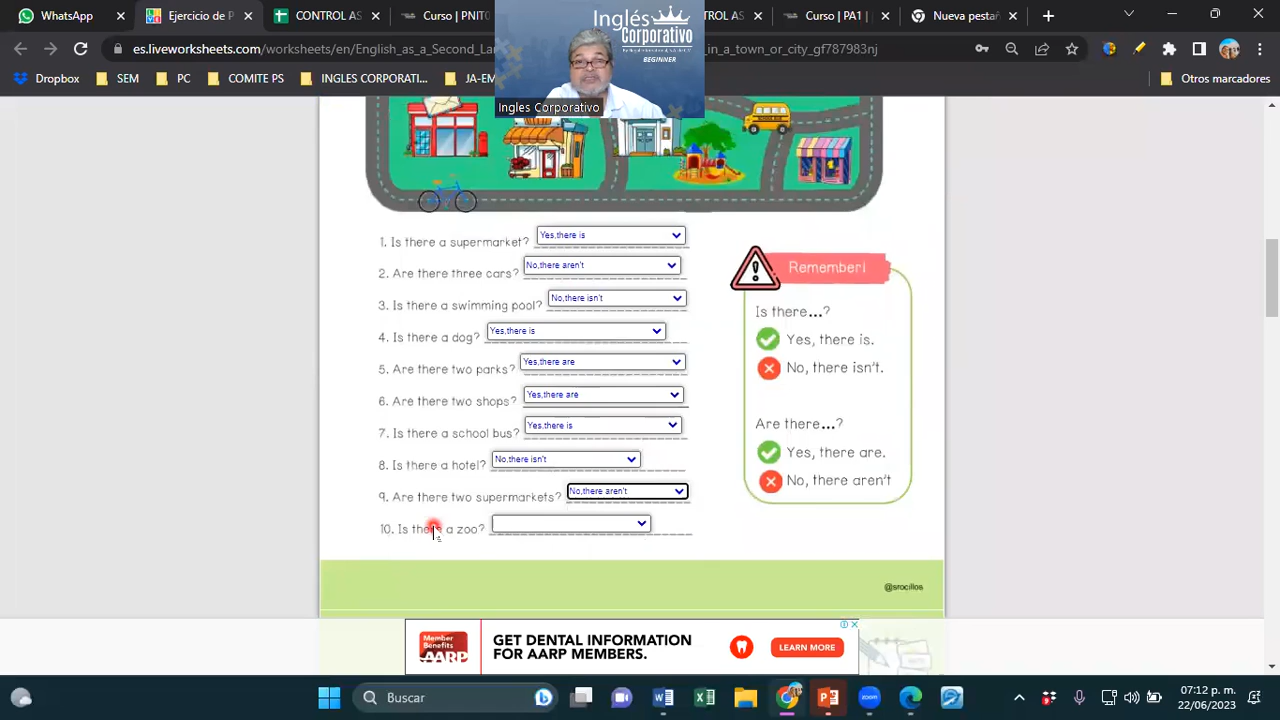 CONTROL AS
Ejercicio
Curso | PNIT
Inglés
Corporativo
BEGINNER
Ingles Corporativo
ROL AS
Curso - Pres
Nueva pestañ
es.liveworksheets.com/worksheets/en/English_as_a_Second_La
_in_a_town_or_city_gf787983nj
Dropbox
SEM
PC
COMITE PS
INGLES CORPORATI...
JA-EM
Otros marcadores
SCHOOL BUS
1. Is there a supermarket? Yes,there is
2. Are there three cars? No,there aren't
3. Is there a swimming pool? No,there isn't
4. Is there a dog? Yes,there is
5. Are there two parks? Yes,there are
6. Are there two shops? Yes,there are
7. Is there a school bus? Yes,there is
8. Is there a hotel? No,there isn't
9. Are there two supermarkets? No,there aren't
10. Is there a zoo?
Remember!
Is there...?
Yes, there is.
No, there isn't.
Are there...?
Yes, there are.
No, there aren't
@srocillos
Member
Benefits
AARP
GET DENTAL INFORMATION
FOR AARP MEMBERS.
LEARN MORE
Buscar
zoom
07:12 p. m.
22/06/2023